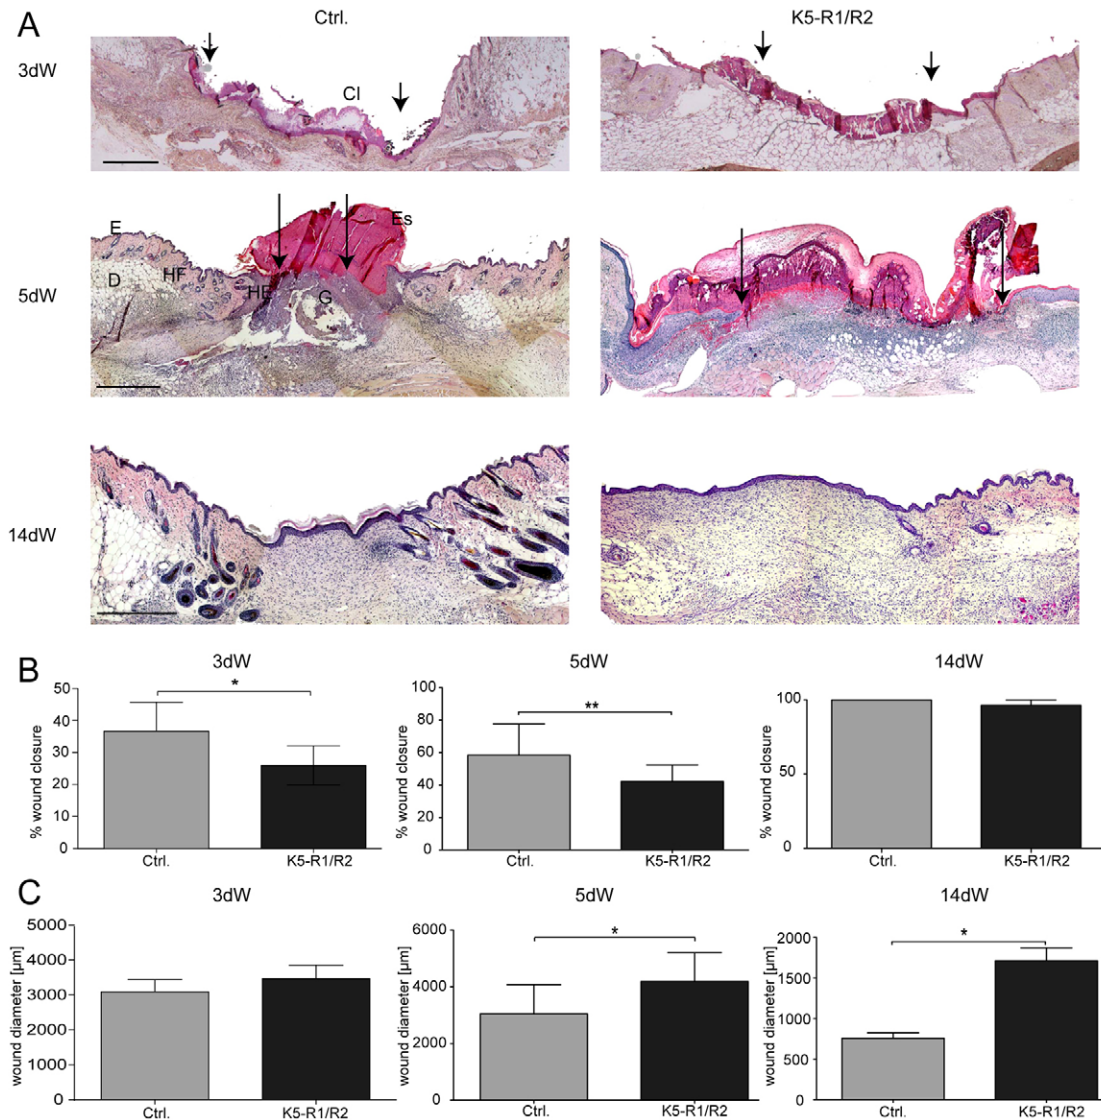 A
Ctrl.
K5-R1/R2
3dW
Cl
5dW
E
D
HF
HE
G
Es
14dW
B
3dW
5dW
14dW
% wound closure
50
40
30
20
10
0
Ctrl.
K5-R1/R2
*
% wound closure
100
80
60
40
20
0
Ctrl.
K5-R1/R2
**
% wound closure
100
50
0
Ctrl.
K5-R1/R2
C
3dW
5dW
14dW
wound diameter [µm]
5000
4000
3000
2000
1000
0
Ctrl.
K5-R1/R2
wound diameter [µm]
6000
4000
2000
0
Ctrl.
K5-R1/R2
*
wound diameter [µm]
2000
1500
1000
500
0
Ctrl.
K5-R1/R2
*